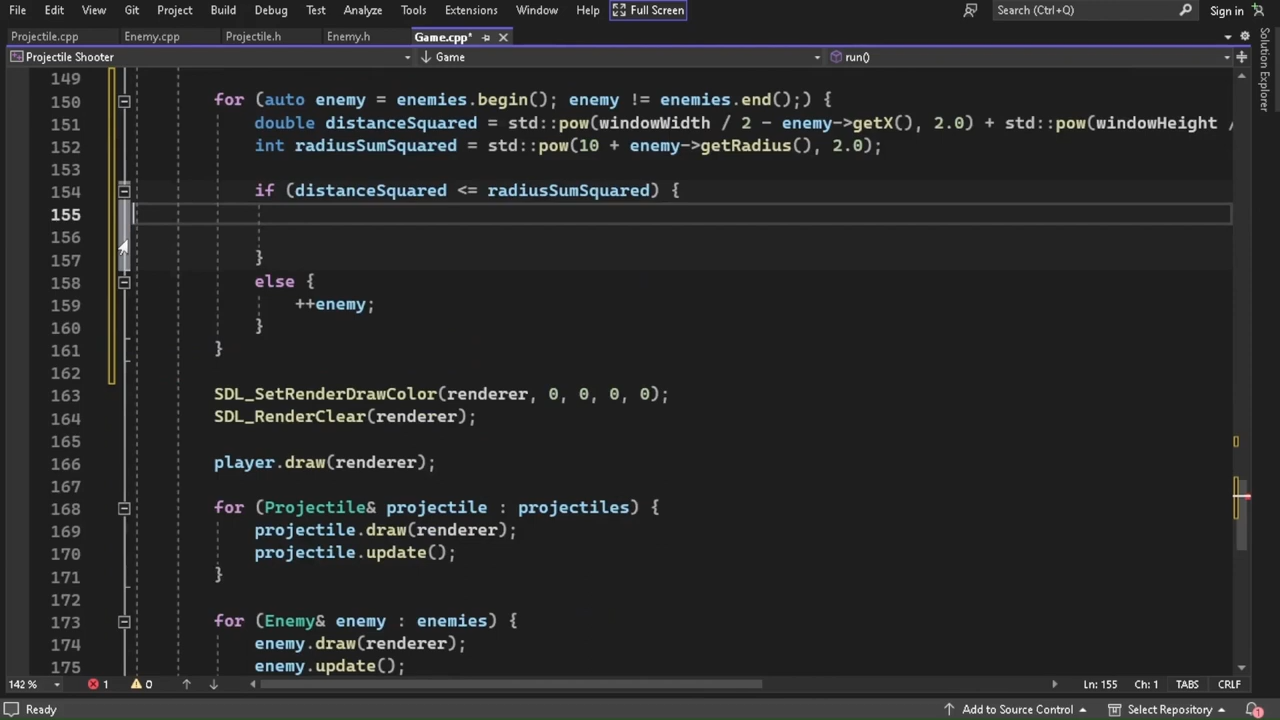 File Edit View Git Project Build Debug Test Analyze Tools Extensions Window Help Full Screen Search (Ctrl+Q) Sign in
Projectile.cpp Enemy.cpp Projectile.h Enemy.h Game.cpp*
Projectile Shooter Game run()
Solution Explorer
149
150 for (auto enemy = enemies.begin(); enemy != enemies.end();) {
151 double distanceSquared = std::pow(windowWidth / 2 - enemy->getX(), 2.0) + std::pow(windowHeight /
152 int radiusSumSquared = std::pow(10 + enemy->getRadius(), 2.0);
153
154 if (distanceSquared <= radiusSumSquared) {
155
156
157 }
158 else {
159 ++enemy;
160 }
161 }
162
163 SDL_SetRenderDrawColor(renderer, 0, 0, 0, 0);
164 SDL_RenderClear(renderer);
165
166 player.draw(renderer);
167
168 for (Projectile& projectile : projectiles) {
169 projectile.draw(renderer);
170 projectile.update();
171 }
172
173 for (Enemy& enemy : enemies) {
174 enemy.draw(renderer);
175 enemy.update();
142 % 1 0 Ln: 155 Ch: 1 TABS CRLF
Ready Add to Source Control Select Repository 1